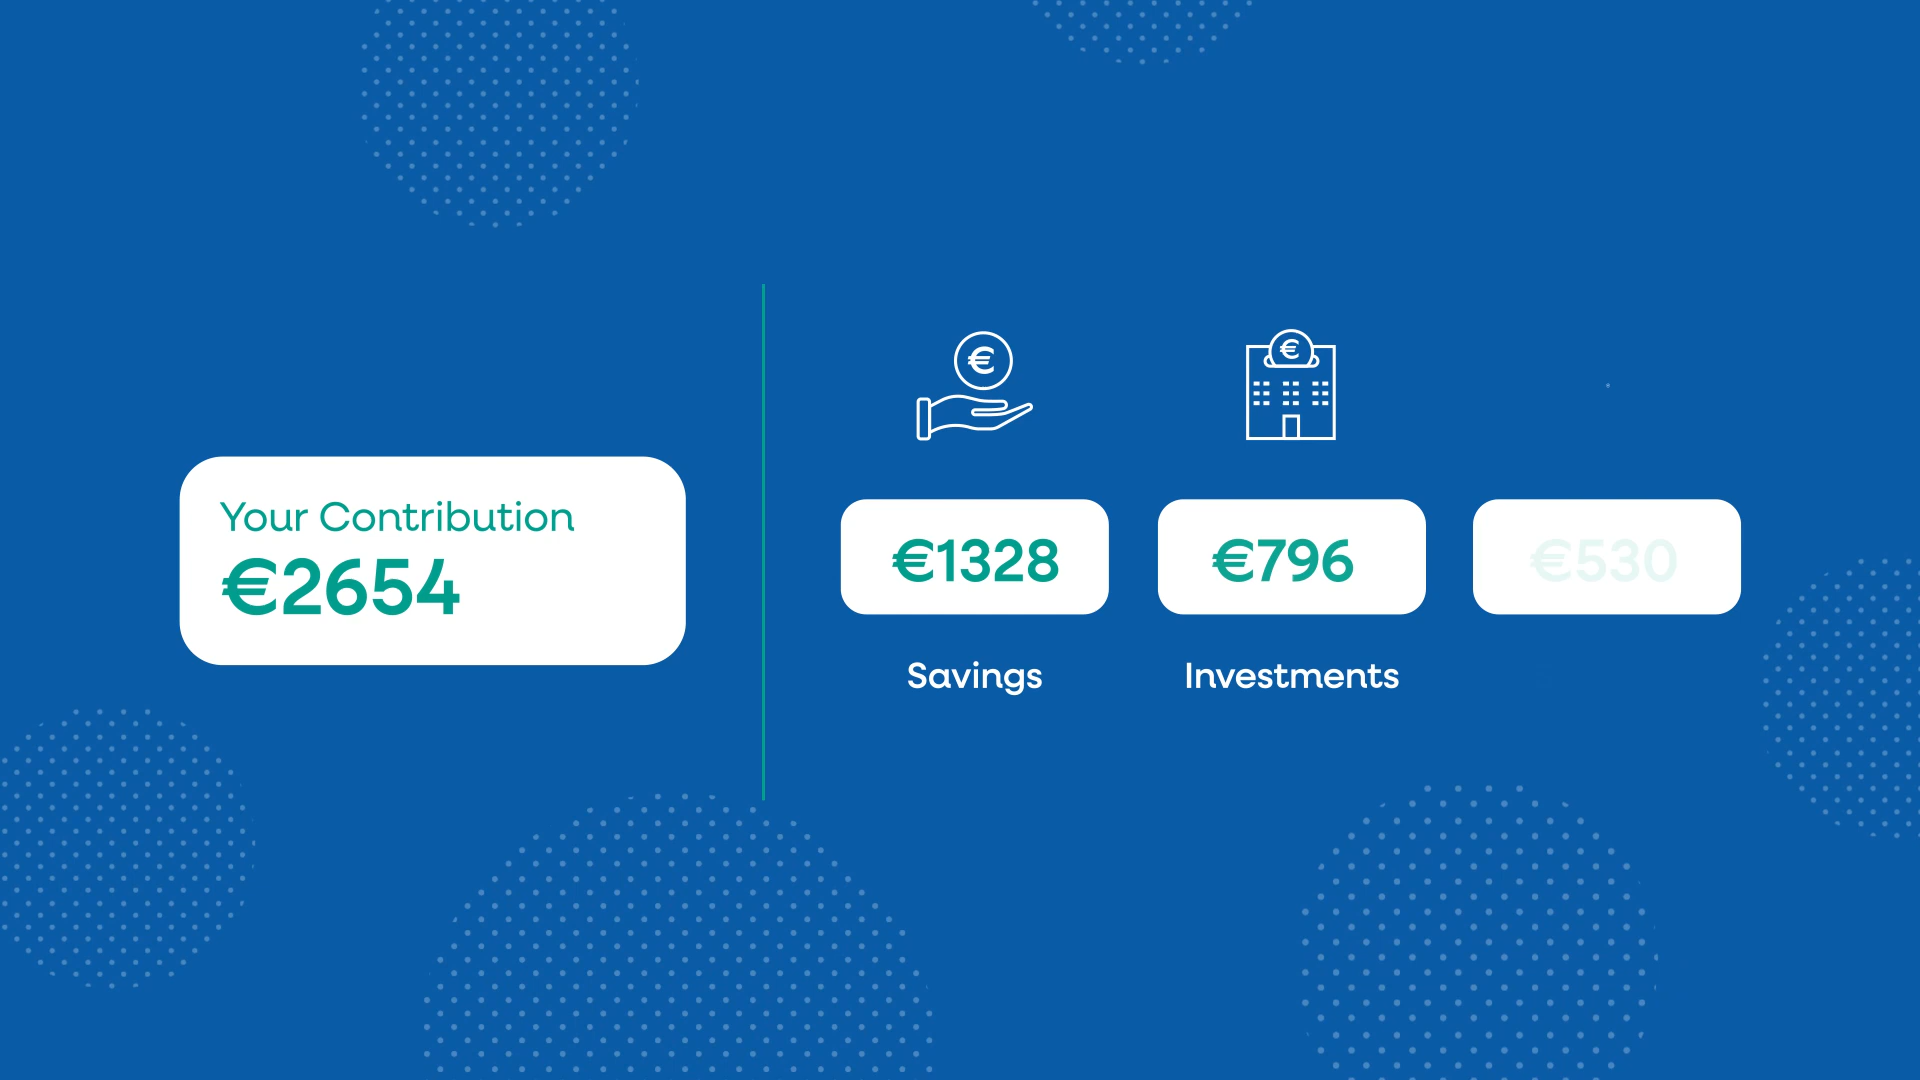 Your Contribution
€2654
€
€
€1328
€796
€530
Savings
Investments